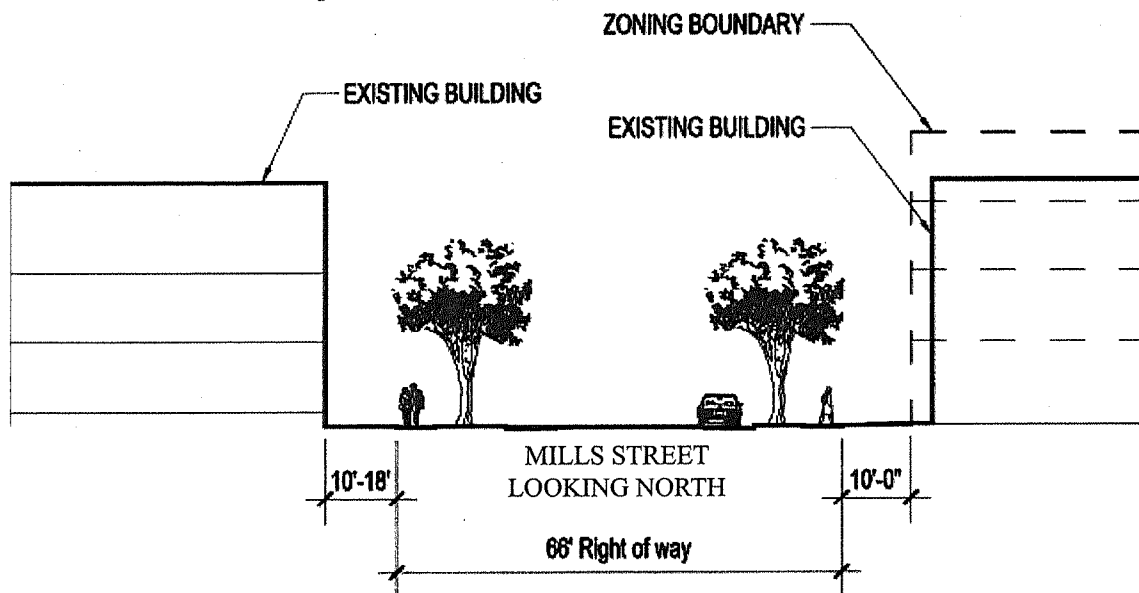 ZONING BOUNDARY
EXISTING BUILDING
EXISTING BUILDING
MILLS STREET
LOOKING NORTH
10'-18'
10'-0"
66' Right of way